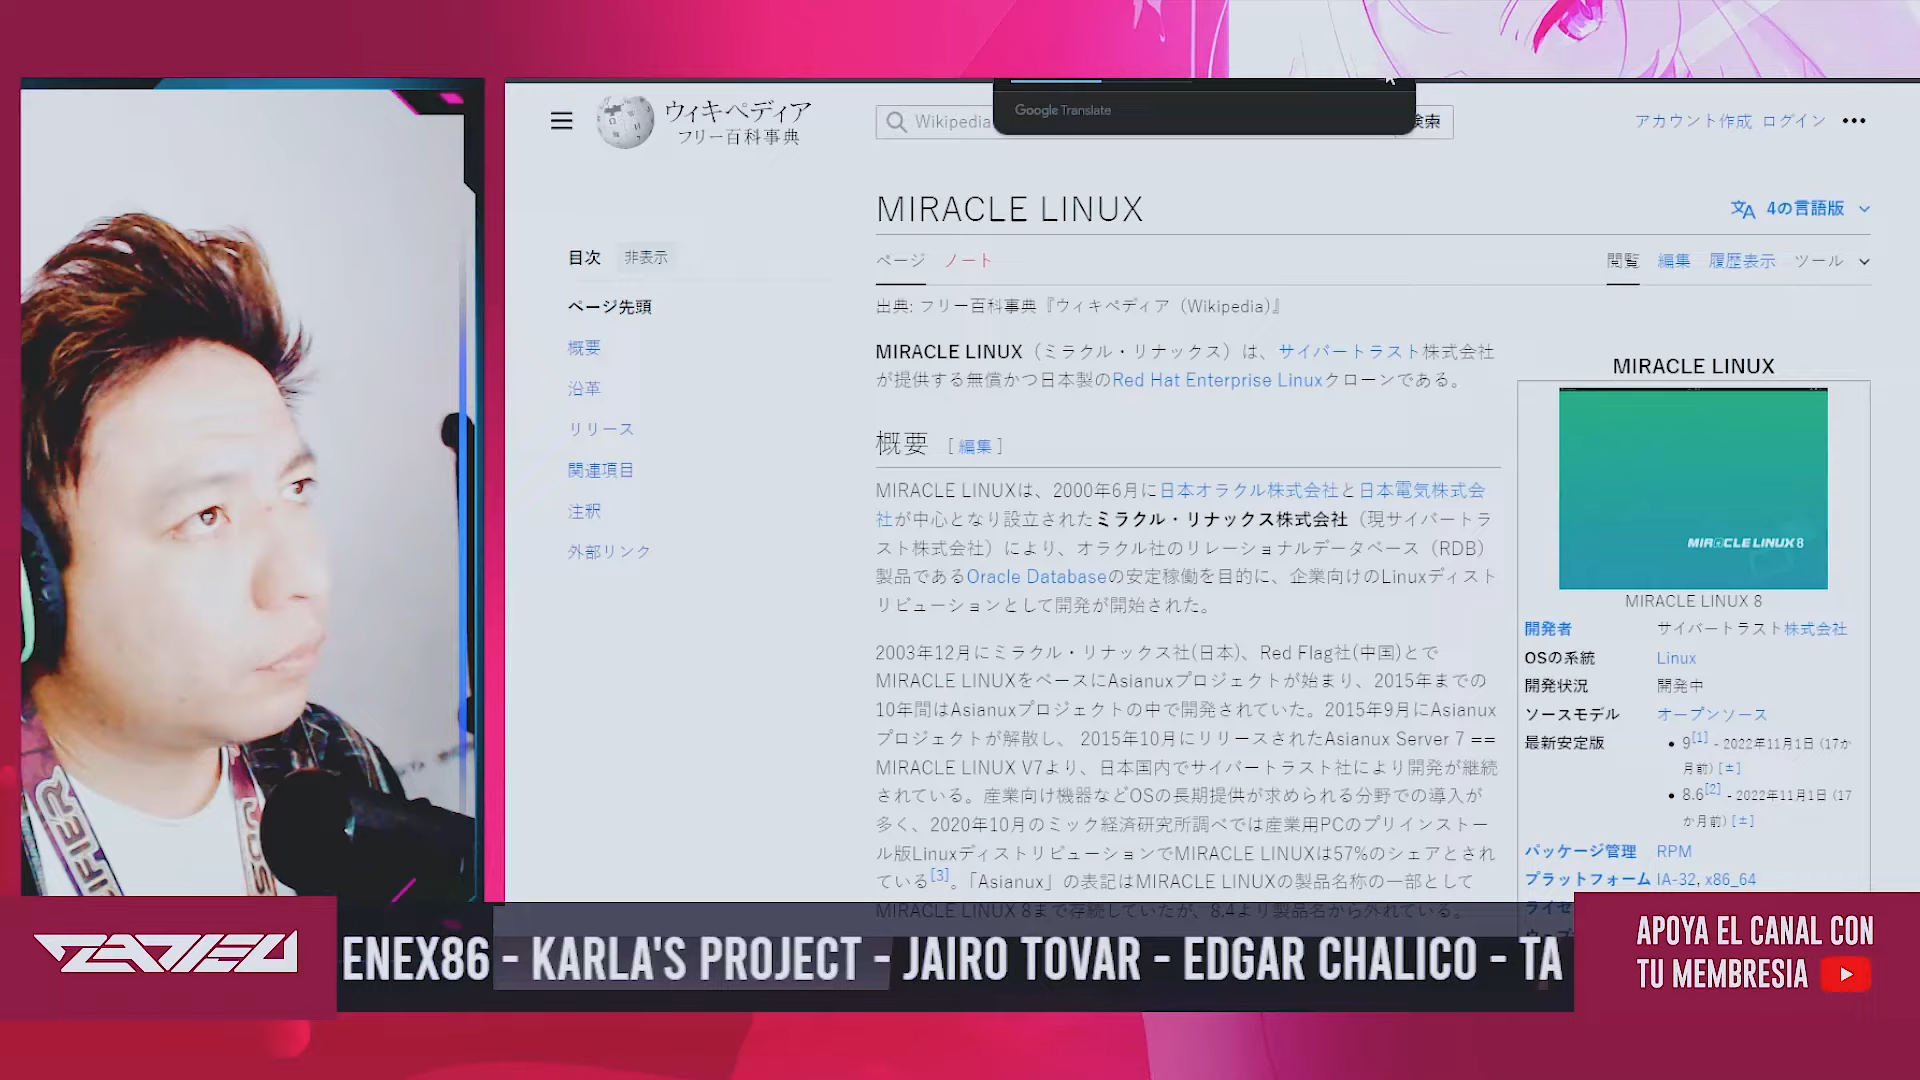 Google Translate
ウィキペディア
フリー百科事典
Wikipedia
検索
アカウント作成 ログイン
MIRACLE LINUX
4の言語版
目次 非表示
ページ ノート
閲覧 編集 履歴表示 ツール
ページ先頭
概要
沿革
リリース
関連項目
注釈
外部リンク
出典: フリー百科事典『ウィキペディア（Wikipedia）』
MIRACLE LINUX（ミラクル・リナックス）は、サイバートラスト株式会社
が提供する無償かつ日本製のRed Hat Enterprise Linuxクローンである。
概要 [編集]
MIRACLE LINUXは、2000年6月に日本オラクル株式会社と日本電気株式会
社が中心となり設立されたミラクル・リナックス株式会社（現サイバートラ
スト株式会社）により、オラクル社のリレーショナルデータベース（RDB）
製品であるOracle Databaseの安定稼働を目的に、企業向けのLinuxディスト
リビューションとして開発が開始された。
2003年12月にミラクル・リナックス社(日本)、Red Flag社(中国)とで
MIRACLE LINUXをベースにAsianuxプロジェクトが始まり、2015年までの
10年間はAsianuxプロジェクトの中で開発されていた。2015年9月にAsianux
プロジェクトが解散し、 2015年10月にリリースされたAsianux Server 7 ==
MIRACLE LINUX V7より、日本国内でサイバートラスト社により開発が継続
されている。産業向け機器などOSの長期提供が求められる分野での導入が
多く、2020年10月のミック経済研究所調べでは産業用PCのプリインストー
ル版LinuxディストリビューションでMIRACLE LINUXは57%のシェアとされ
ている[3]。「Asianux」の表記はMIRACLE LINUXの製品名称の一部として
MIRACLE LINUX 8まで存続していたが、8.4より製品名から外れている。
MIRACLE LINUX
MIRACLE LINUX 8
MIRACLE LINUX 8
開発者 サイバートラスト株式会社
OSの系統 Linux
開発状況 開発中
ソースモデル オープンソース
最新安定版 • 9[1] - 2022年11月1日 (17か
月前) [±]
• 8.6[2] - 2022年11月1日 (17
か月前) [±]
パッケージ管理 RPM
プラットフォーム IA-32, x86_64
ENEX86 - KARLA'S PROJECT - JAIRO TOVAR - EDGAR CHALICO - TA
APOYA EL CANAL CON
TU MEMBRESIA